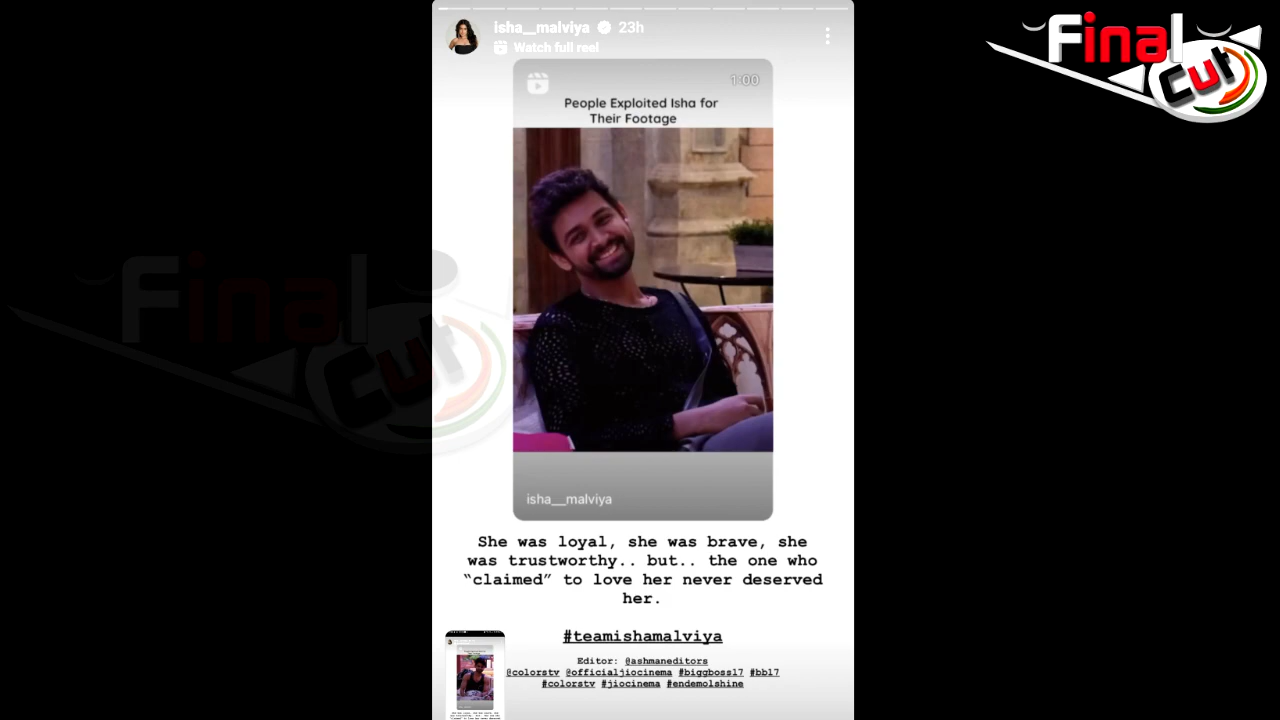 isha__malviya 23h
Watch full reel
Final
Cut
1:00
People Exploited Isha for
Their Footage
Final
Cut
isha__malviya
She was loyal, she was brave, she
was trustworthy.. but.. the one who
“claimed” to love her never deserved
her.
#teamishamalviya
Editor: @ashmaneditors
@colorstv @officialjiocinema #biggboss17 #bb17
#colorstv #jiocinema #endemolshine